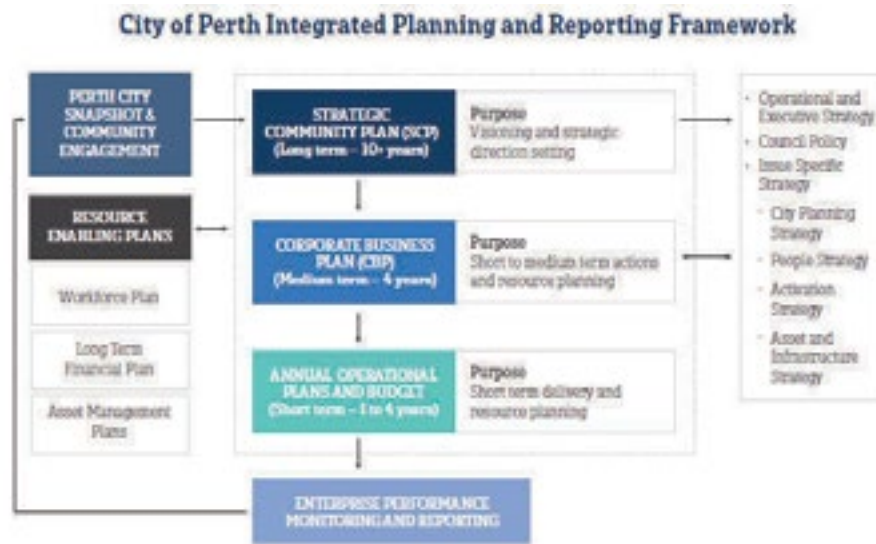 City of Perth Integrated Planning and Reporting Framework
PERTH CITY
SNAPSHOT &
COMMUNITY
ENGAGEMENT
RESOURCE
ENABLING PLANS
Workforce Plan
Long Term
Financial Plan
Asset Management
Plans
STRATEGIC
COMMUNITY PLAN (SCP)
(Long term – 10+ years)
Purpose
Visioning and strategic
direction setting
CORPORATE BUSINESS
PLAN (CBP)
(Medium term – 4 years)
Purpose
Short to medium term actions
and resource planning
ANNUAL OPERATIONAL
PLANS AND BUDGET
(Short term – 1 to 4 years)
Purpose
Short term delivery and
resource planning
ENTERPRISE PERFORMANCE
MONITORING AND REPORTING
• Operational and
Executive Strategy
• Council Policy
• Issue Specific
Strategy
- City Planning
Strategy
- People Strategy
- Activation
Strategy
- Asset and
Infrastructure
Strategy